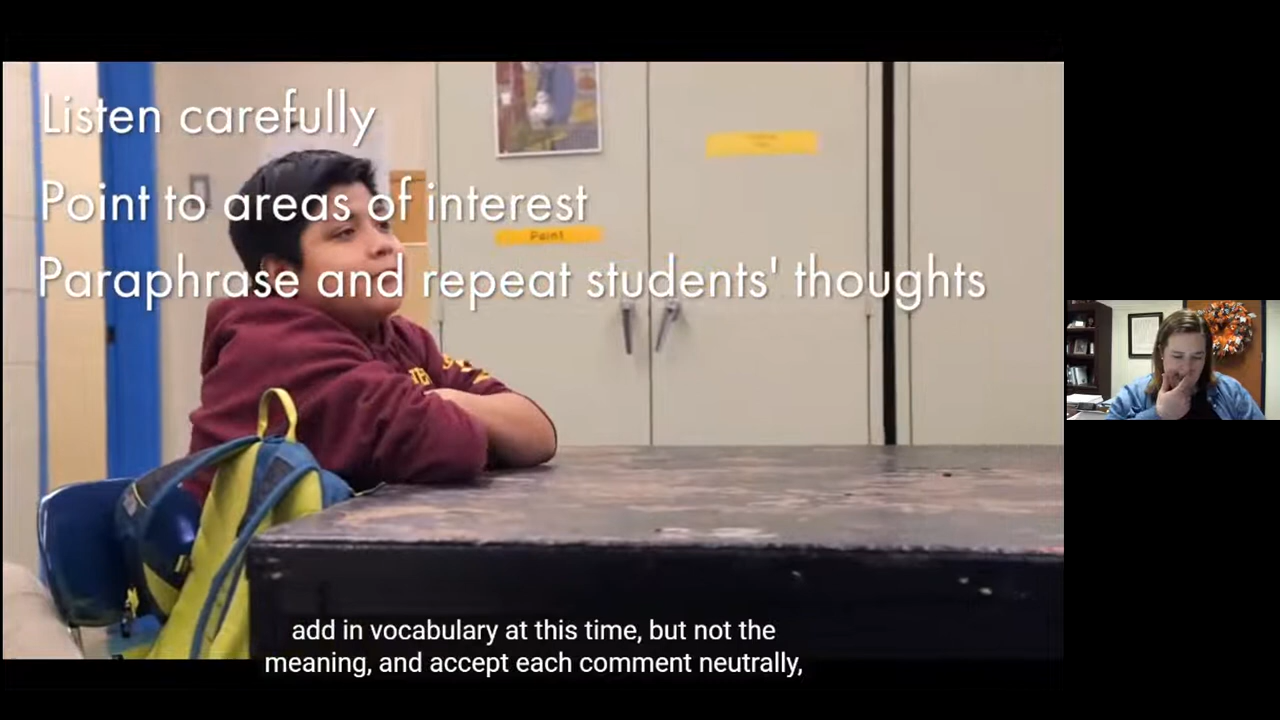 Listen carefully
Point to areas of interest
Paint
Paraphrase and repeat students' thoughts
add in vocabulary at this time, but not the
meaning, and accept each comment neutrally,